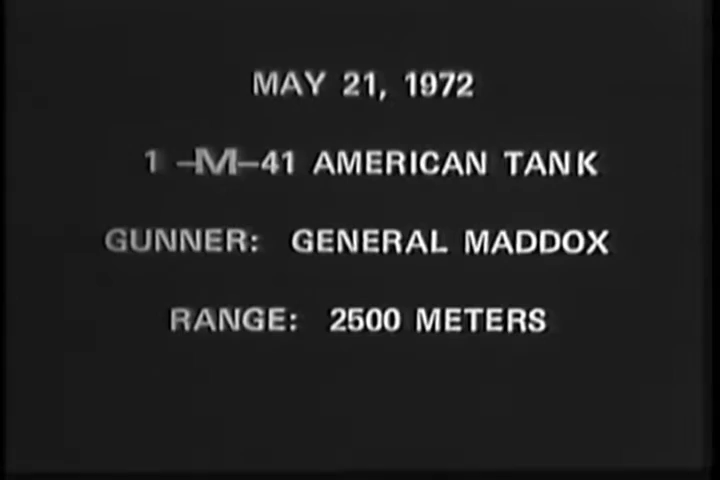 MAY 21, 1972
1 -M-41 AMERICAN TANK
GUNNER: GENERAL MADDOX
RANGE: 2500 METERS